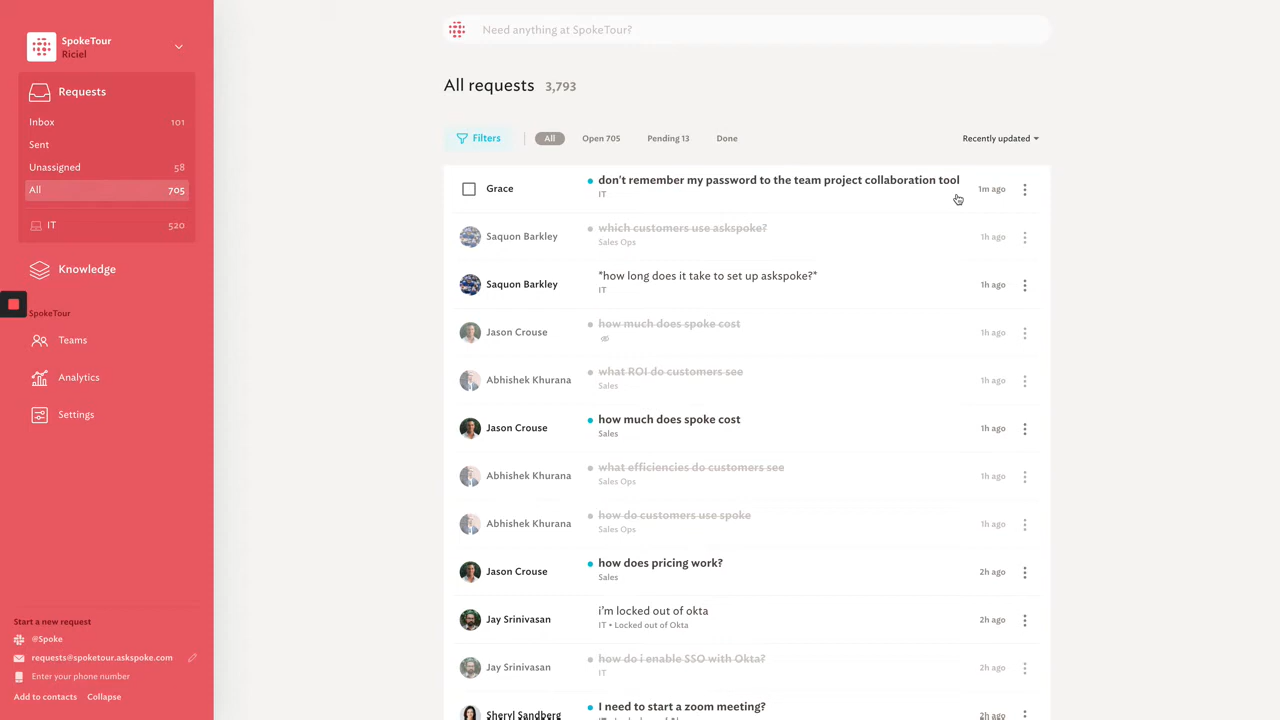 SpokeTour
Riciel
Requests
Inbox 101
Sent
Unassigned 58
All 705
IT 520
Knowledge
SpokeTour
Teams
Analytics
Settings
Start a new request
@Spoke
requests@spoketour.askspoke.com
Enter your phone number
Add to contacts Collapse
Need anything at SpokeTour?
All requests 3,793
Filters All Open 705 Pending 13 Done Recently updated
Grace don't remember my password to the team project collaboration tool 1m ago
IT
Saquon Barkley which customers use askspoke? 1h ago
Sales Ops
Saquon Barkley *how long does it take to set up askspoke?* 1h ago
IT
Jason Crouse how much does spoke cost 1h ago
Abhishek Khurana what ROI do customers see 1h ago
Sales
Jason Crouse how much does spoke cost 1h ago
Sales
Abhishek Khurana what efficiencies do customers see 1h ago
Sales Ops
Abhishek Khurana how do customers use spoke 1h ago
Sales Ops
Jason Crouse how does pricing work? 2h ago
Sales
Jay Srinivasan i'm locked out of okta 2h ago
IT • Locked out of Okta
Jay Srinivasan how do i enable SSO with Okta? 2h ago
IT
Sheryl Sandberg I need to start a zoom meeting? 2h ago